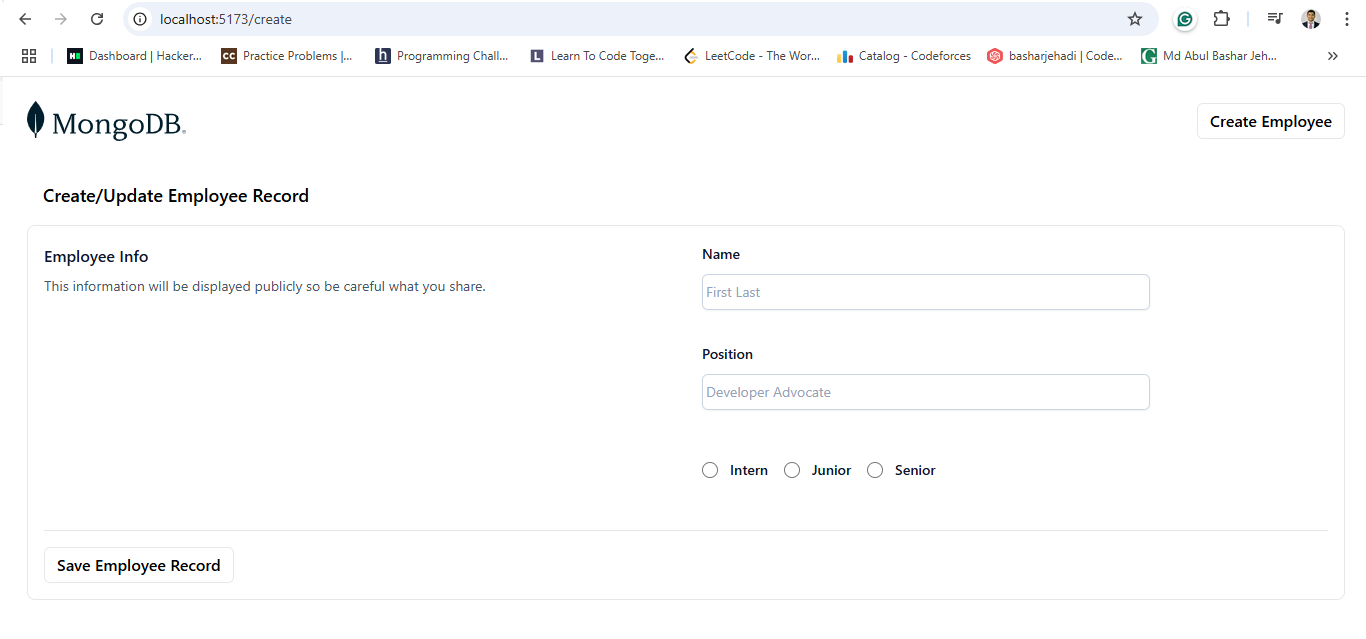 localhost:5173/create
Dashboard | Hacker...
Practice Problems |...
Programming Chall...
Learn To Code Toge...
LeetCode - The Wor...
Catalog - Codeforces
basharjehadi | Code...
Md Abul Bashar Jeh...
MongoDB®
Create Employee
Create/Update Employee Record
Employee Info
This information will be displayed publicly so be careful what you share.
Name
First Last
Position
Developer Advocate
Intern Junior Senior
Save Employee Record